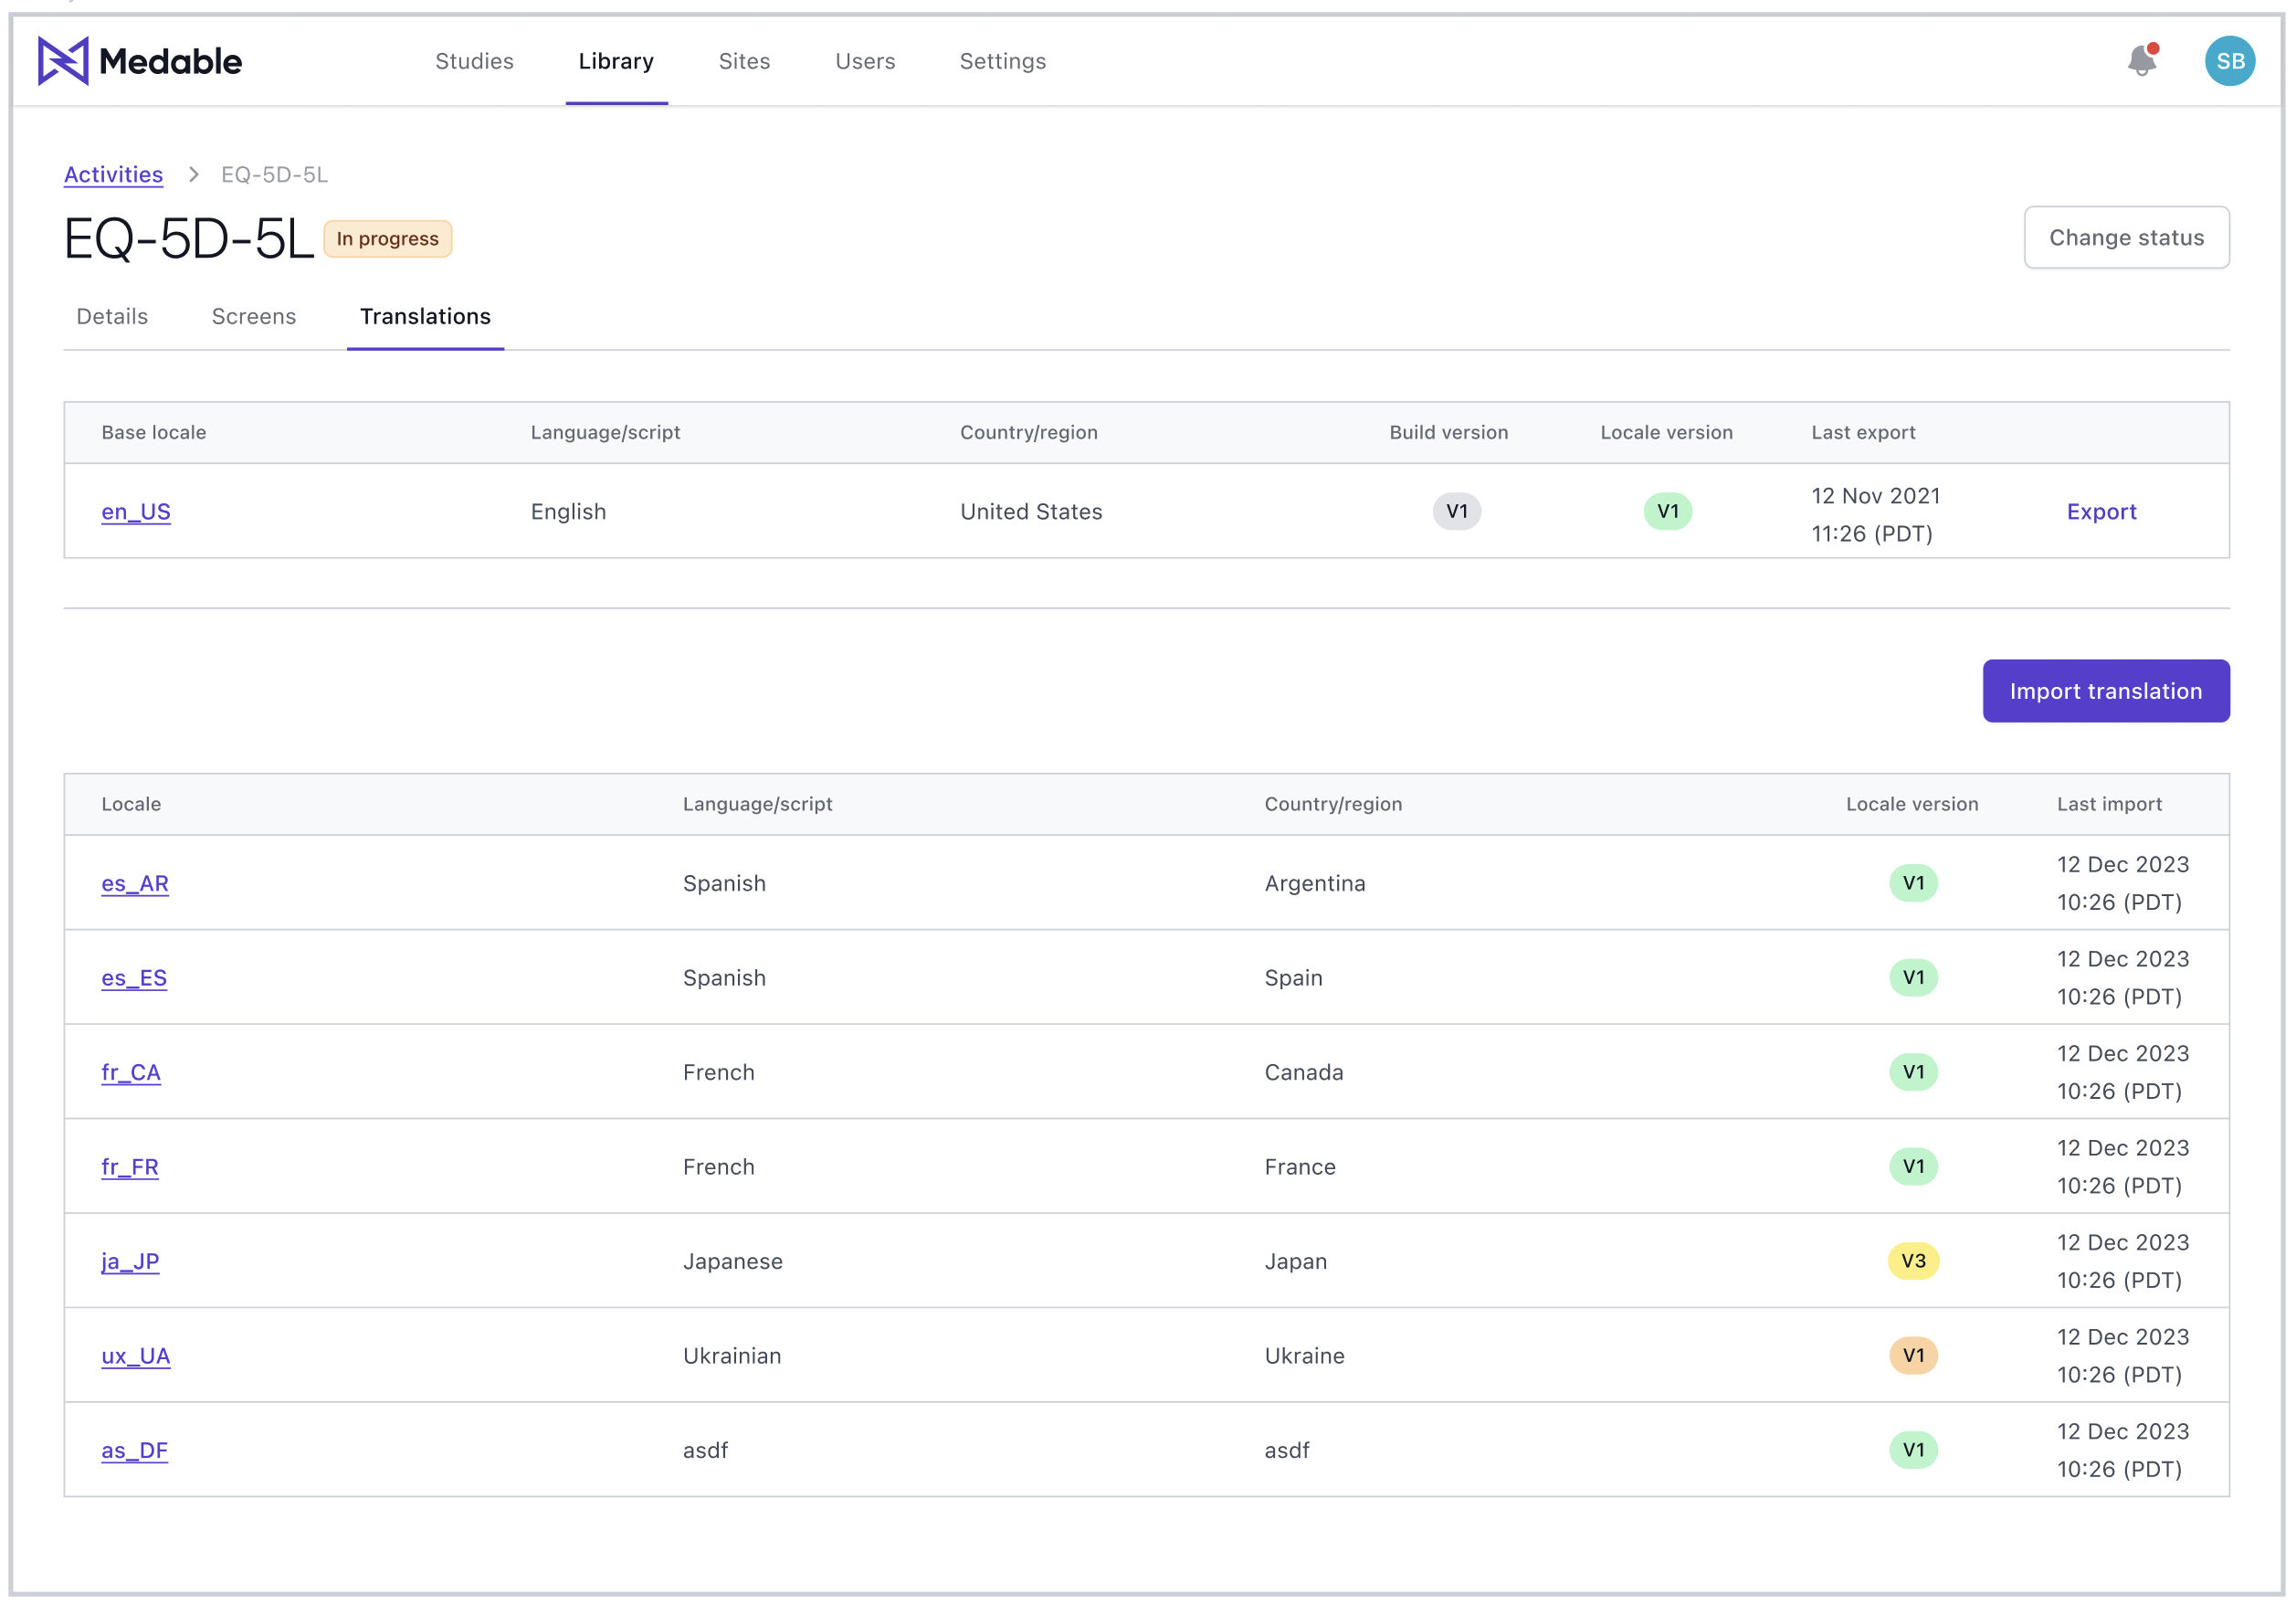 Medable
Studies Library Sites Users Settings
SB
Activities > EQ-5D-5L
EQ-5D-5L In progress
Change status
Details Screens Translations
Base locale Language/script Country/region Build version Locale version Last export
en_US English United States V1 V1 12 Nov 2021
11:26 (PDT)
Export
Import translation
Locale Language/script Country/region Locale version Last import
es_AR Spanish Argentina V1 12 Dec 2023
10:26 (PDT)
es_ES Spanish Spain V1 12 Dec 2023
10:26 (PDT)
fr_CA French Canada V1 12 Dec 2023
10:26 (PDT)
fr_FR French France V1 12 Dec 2023
10:26 (PDT)
ja_JP Japanese Japan V3 12 Dec 2023
10:26 (PDT)
ux_UA Ukrainian Ukraine V1 12 Dec 2023
10:26 (PDT)
as_DF asdf asdf V1 12 Dec 2023
10:26 (PDT)